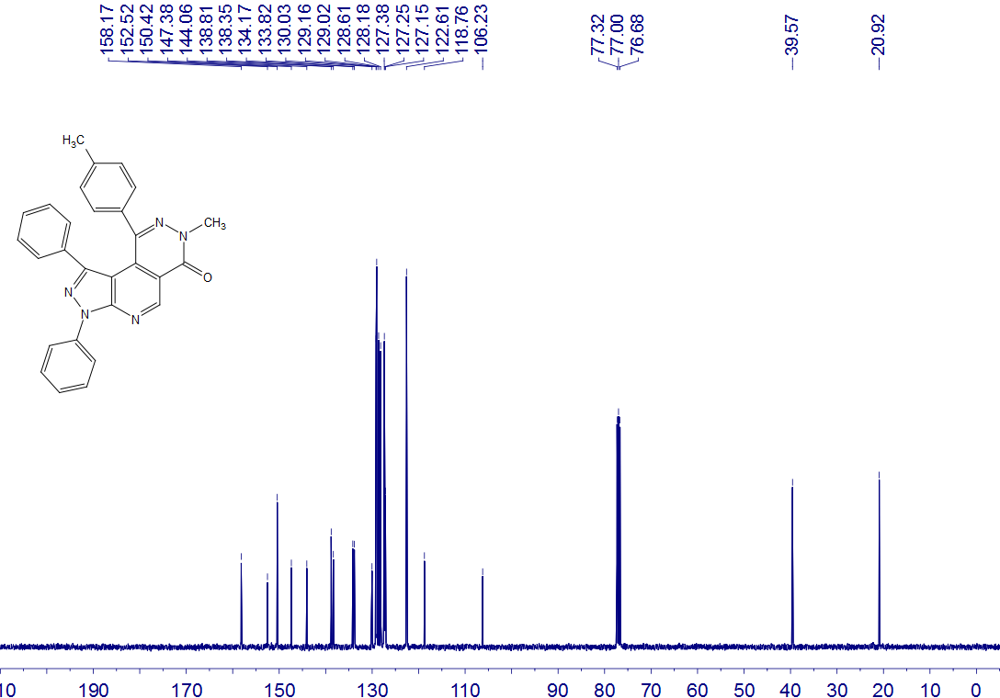 158.17
152.52
150.42
147.38
144.06
138.81
138.35
134.17
133.82
130.03
129.16
129.02
128.61
128.18
127.38
127.25
127.15
122.61
118.76
106.23
77.32
77.00
76.68
39.57
20.92
H3C
N
N
CH3
O
N
N
N
10 190 170 150 130 110 90 80 70 60 50 40 30 20 10 0